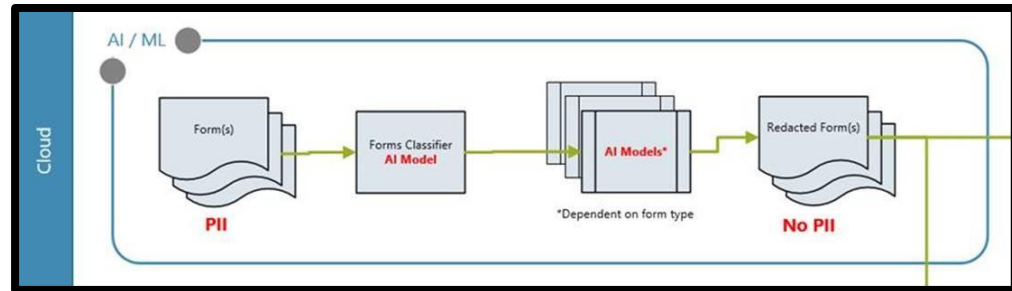 Cloud
AI / ML
Form(s)
PII
Forms Classifier
AI Model
AI Models*
*Dependent on form type
Redacted Form(s)
No PII